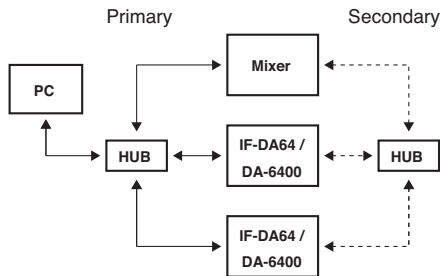 Primary
Secondary
Mixer
PC
HUB
IF-DA64 /
DA-6400
HUB
IF-DA64 /
DA-6400